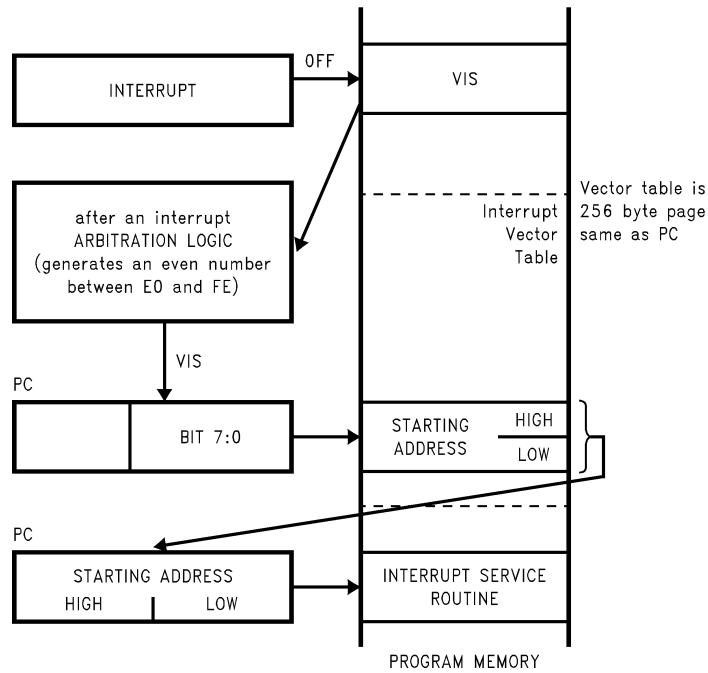 OFF
INTERRUPT
VIS
after an interrupt
ARBITRATION LOGIC
(generates an even number
between E0 and FE)
Interrupt
Vector
Table
Vector table is
256 byte page
same as PC
VIS
PC
BIT 7:0
STARTING
ADDRESS
HIGH
LOW
PC
STARTING ADDRESS
HIGH
LOW
INTERRUPT SERVICE
ROUTINE
PROGRAM MEMORY